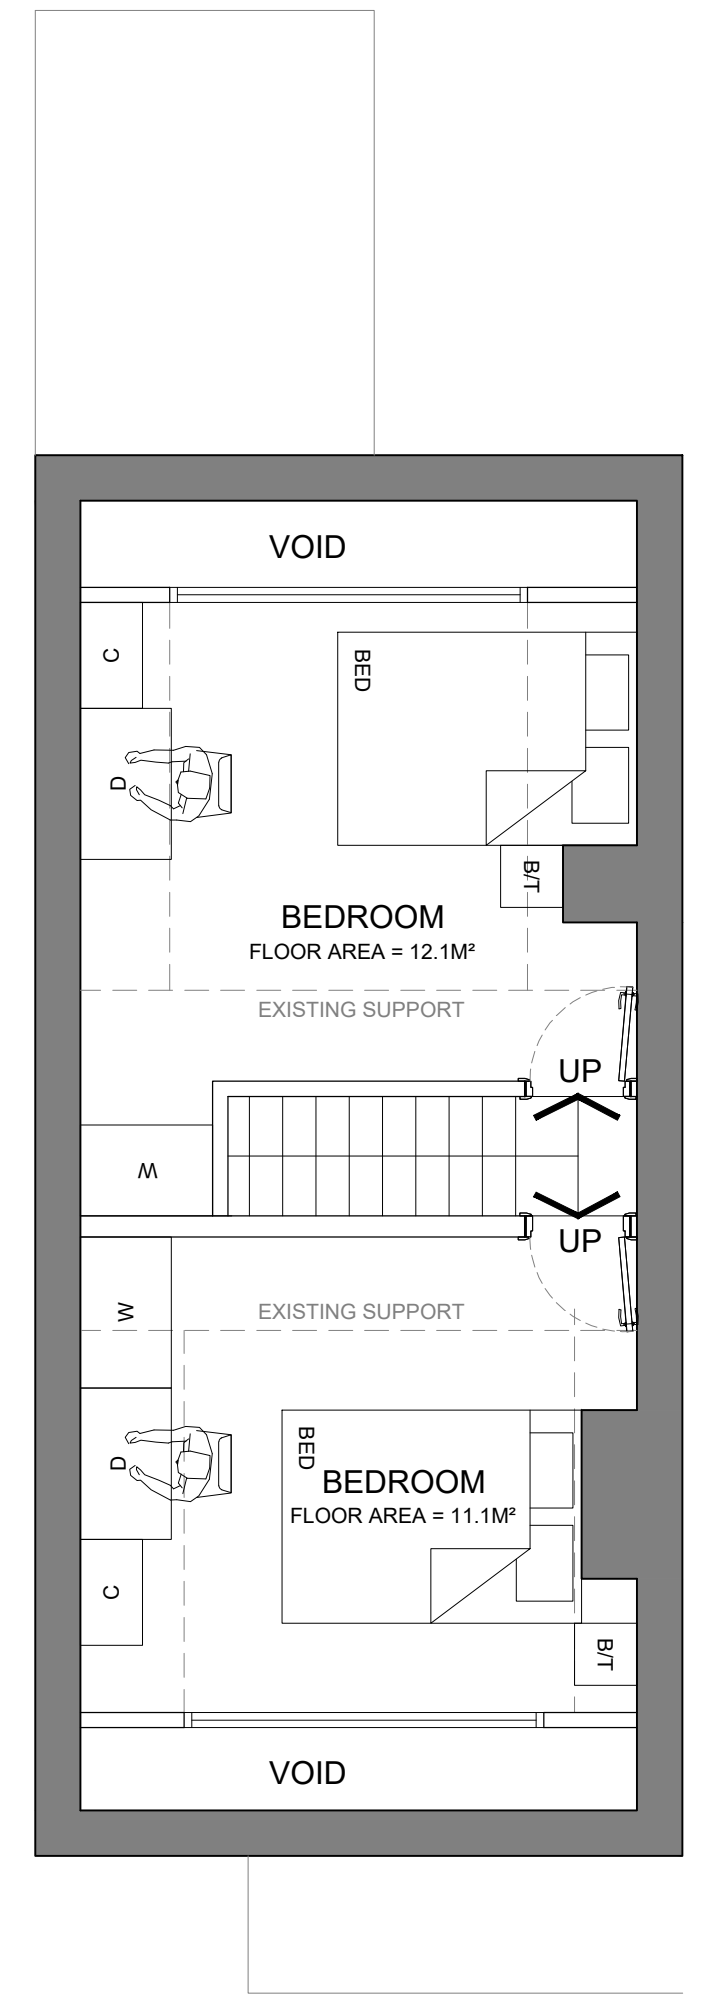 VOID
C
BED
D
B/T
BEDROOM
FLOOR AREA = 12.1M²
EXISTING SUPPORT
UP
W
UP
EXISTING SUPPORT
W
BED
D
BEDROOM
FLOOR AREA = 11.1M²
C
B/T
VOID